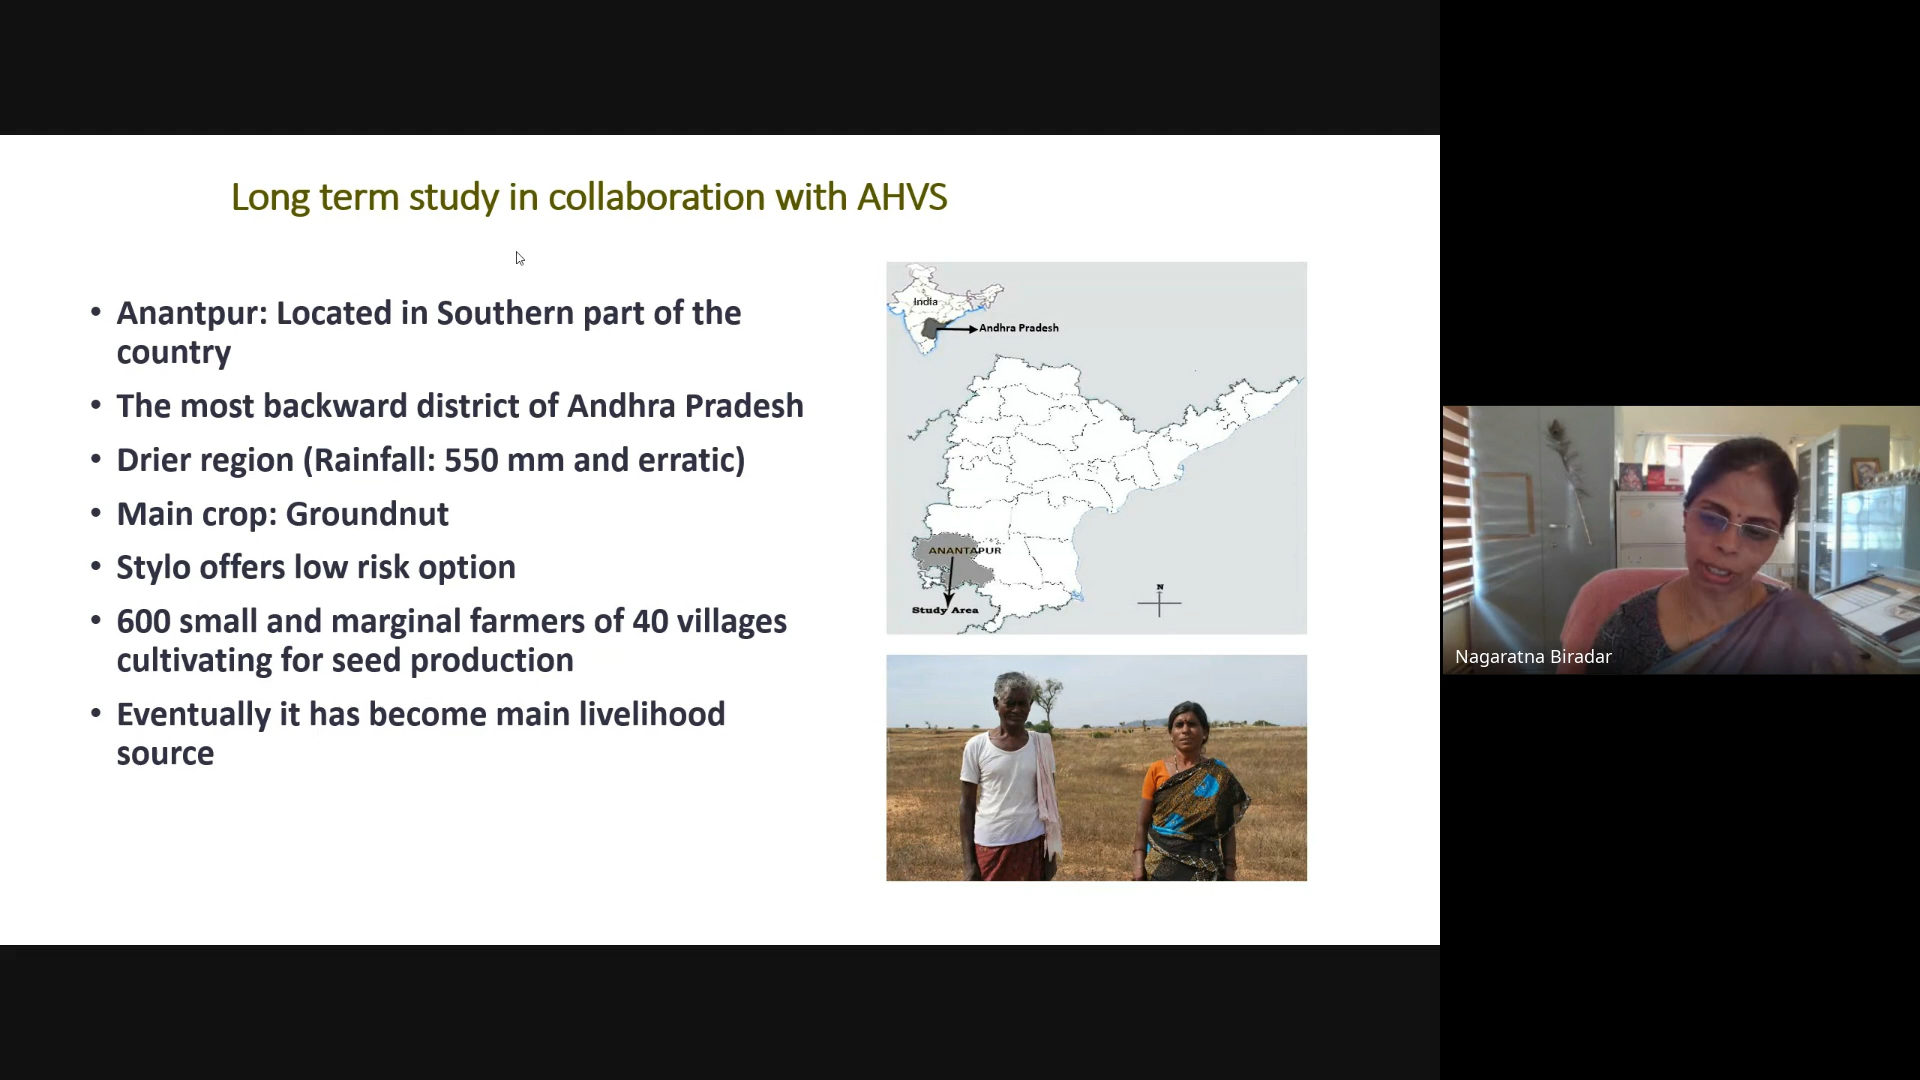 Long term study in collaboration with AHVS
• Anantpur: Located in Southern part of the
country
• The most backward district of Andhra Pradesh
• Drier region (Rainfall: 550 mm and erratic)
• Main crop: Groundnut
• Stylo offers low risk option
• 600 small and marginal farmers of 40 villages
cultivating for seed production
• Eventually it has become main livelihood
source
India
Andhra Pradesh
ANANTAPUR
Study Area
N
Nagaratna Biradar